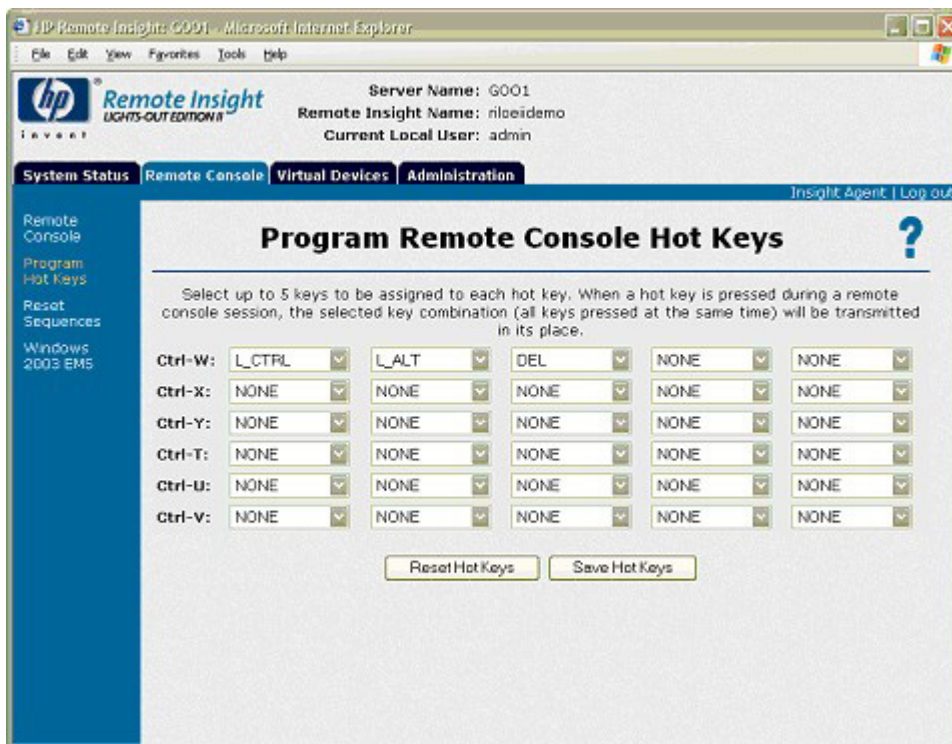 HP Remote Insight: GOO1 - Microsoft Internet Explorer
File Edit View Favorites Tools Help
hp
invent
Remote Insight
LIGHTS-OUT EDITION II
Server Name: GOO1
Remote Insight Name: riloeiidemo
Current Local User: admin
System Status Remote Console Virtual Devices Administration
Insight Agent | Log out
Remote
Console
Program
Hot Keys
Reset
Sequences
Windows
2003 EMS
Program Remote Console Hot Keys
?
Select up to 5 keys to be assigned to each hot key. When a hot key is pressed during a remote
console session, the selected key combination (all keys pressed at the same time) will be transmitted
in its place.
Ctrl-W: L_CTRL L_ALT DEL NONE NONE
Ctrl-X: NONE NONE NONE NONE NONE
Ctrl-Y: NONE NONE NONE NONE NONE
Ctrl-T: NONE NONE NONE NONE NONE
Ctrl-U: NONE NONE NONE NONE NONE
Ctrl-V: NONE NONE NONE NONE NONE
Reset Hot Keys Save Hot Keys